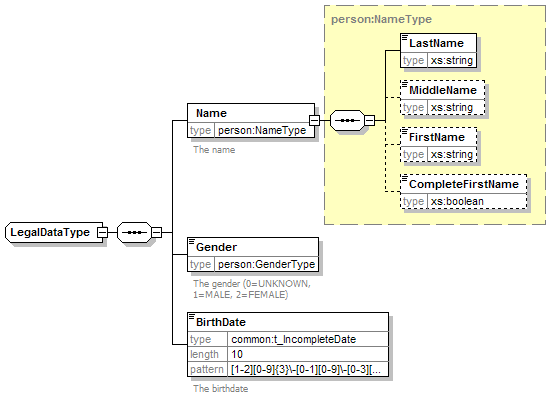 person:NameType
LastName
type xs:string
MiddleName
type xs:string
Name
type person:NameType
The name
FirstName
type xs:string
CompleteFirstName
type xs:boolean
LegalDataType
Gender
type person:GenderType
The gender (0=UNKNOWN,
1=MALE, 2=FEMALE)
BirthDate
type common:t_IncompleteDate
length 10
pattern [1-2][0-9]{3}\-[0-1][0-9]\-[0-3][...
The birthdate